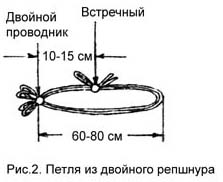 Двойной
проводник
Встречный
10-15 см
60-80 см
Рис.2. Петля из двойного репшнура